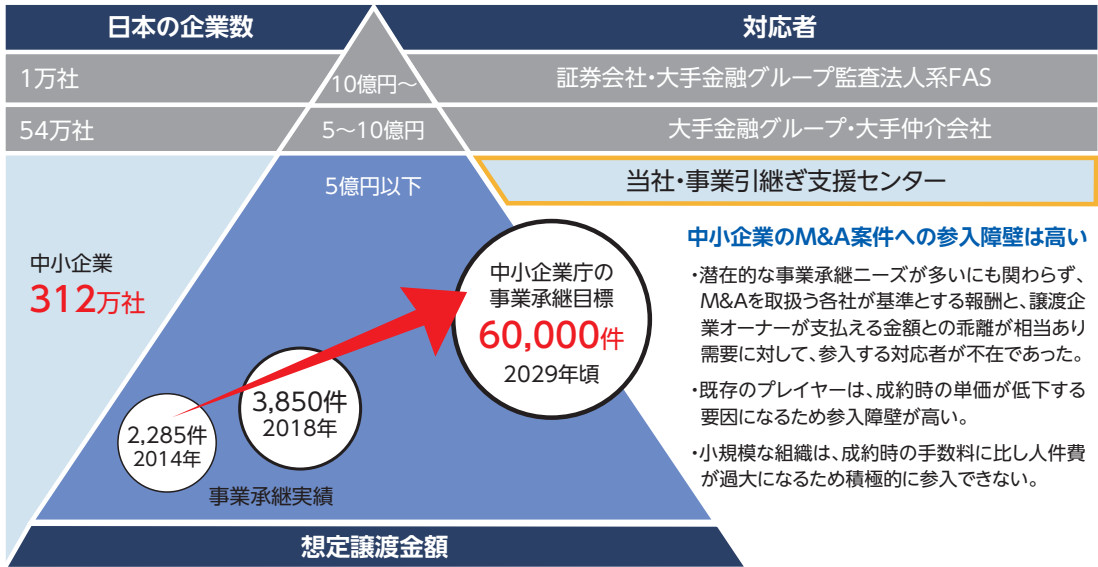 日本の企業数
対応者
1万社
10億円~
証券会社・大手金融グループ監査法人系FAS
54万社
5~10億円
大手金融グループ・大手仲介会社
5億円以下
当社・事業引継ぎ支援センター
中小企業
312万社
中小企業庁の
事業承継目標
60,000件
2029年頃
3,850件
2018年
2,285件
2014年
事業承継実績
想定譲渡金額
中小企業のM&A案件への参入障壁は高い
・潜在的な事業承継ニーズが多いにも関わらず、
M&Aを取扱う各社が基準とする報酬と、譲渡企
業オーナーが支払える金額との乖離が相当あり
需要に対して、参入する対応者が不在であった。
・既存のプレイヤーは、成約時の単価が低下する
要因になるため参入障壁が高い。
・小規模な組織は、成約時の手数料に比し人件費
が過大になるため積極的に参入できない。